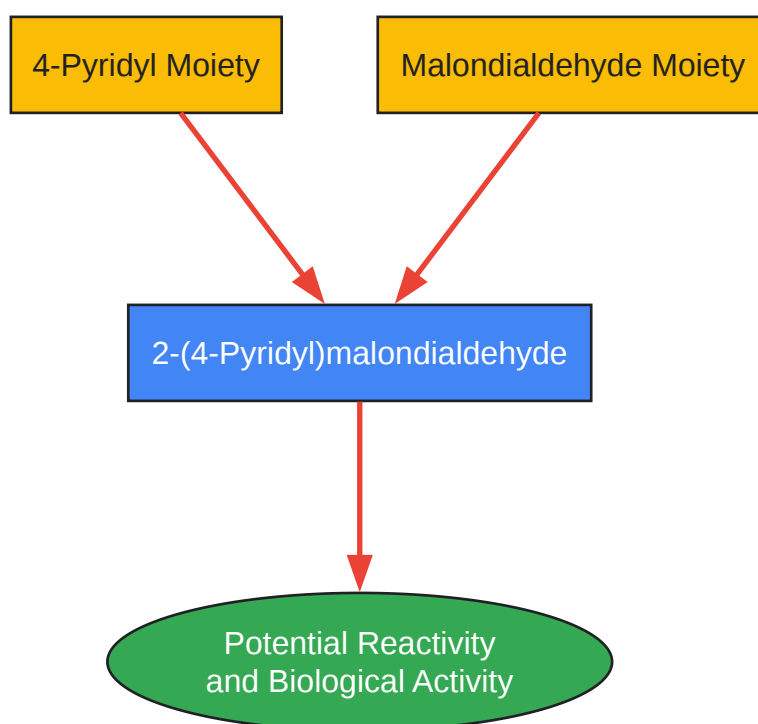 4-Pyridyl Moiety
Malondialdehyde Moiety
2-(4-Pyridyl)malondialdehyde
Potential Reactivity
and Biological Activity